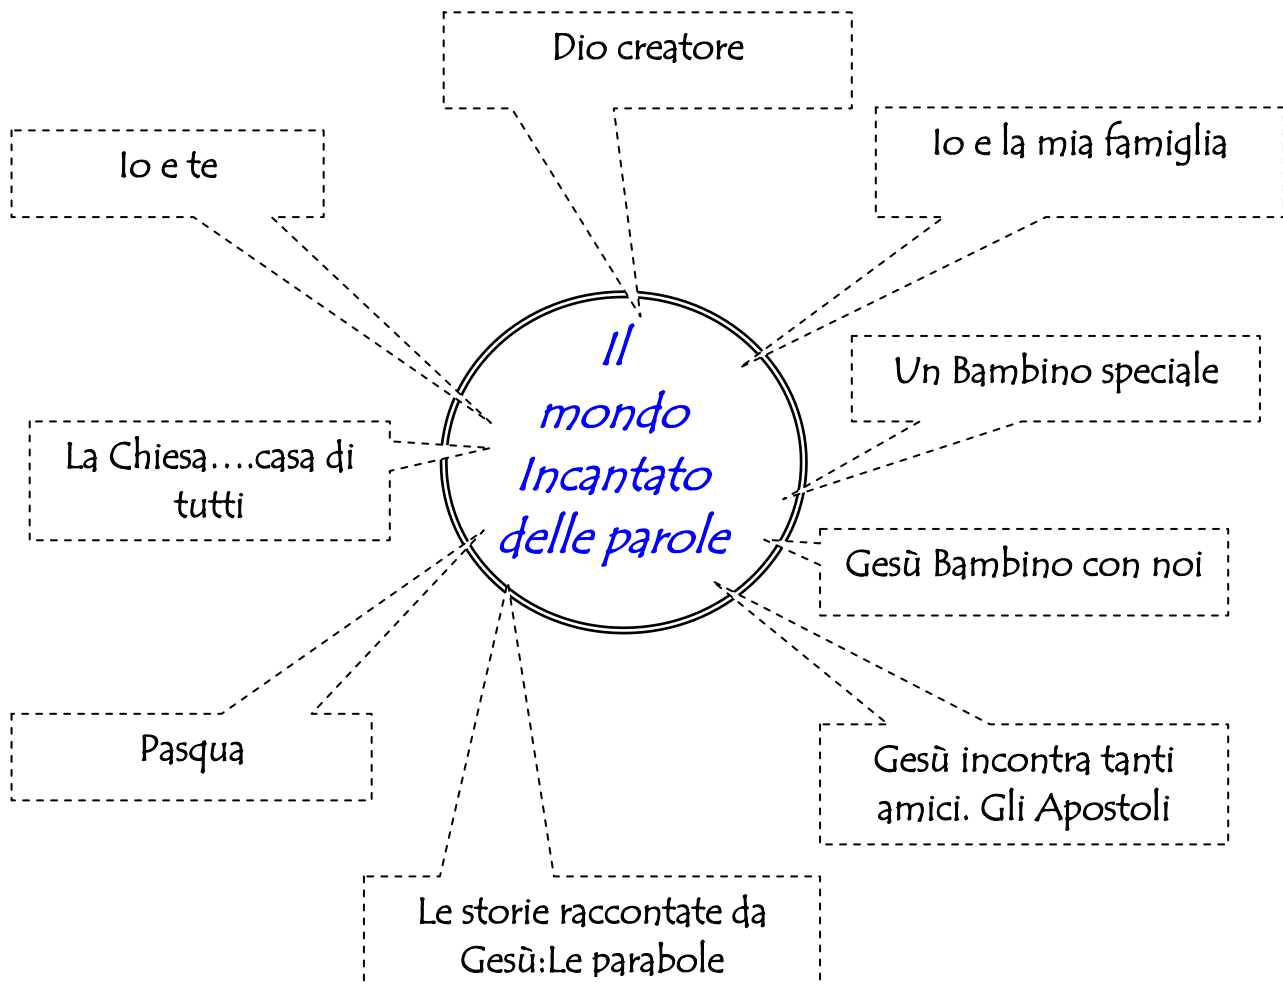 Dio creatore
Io e la mia famiglia
Io e te
Il
mondo
Incantato
delle parole
Un Bambino speciale
La Chiesa....casa di
tutti
Gesù Bambino con noi
Pasqua
Gesù incontra tanti
amici. Gli Apostoli
Le storie raccontate da
Gesù:Le parabole